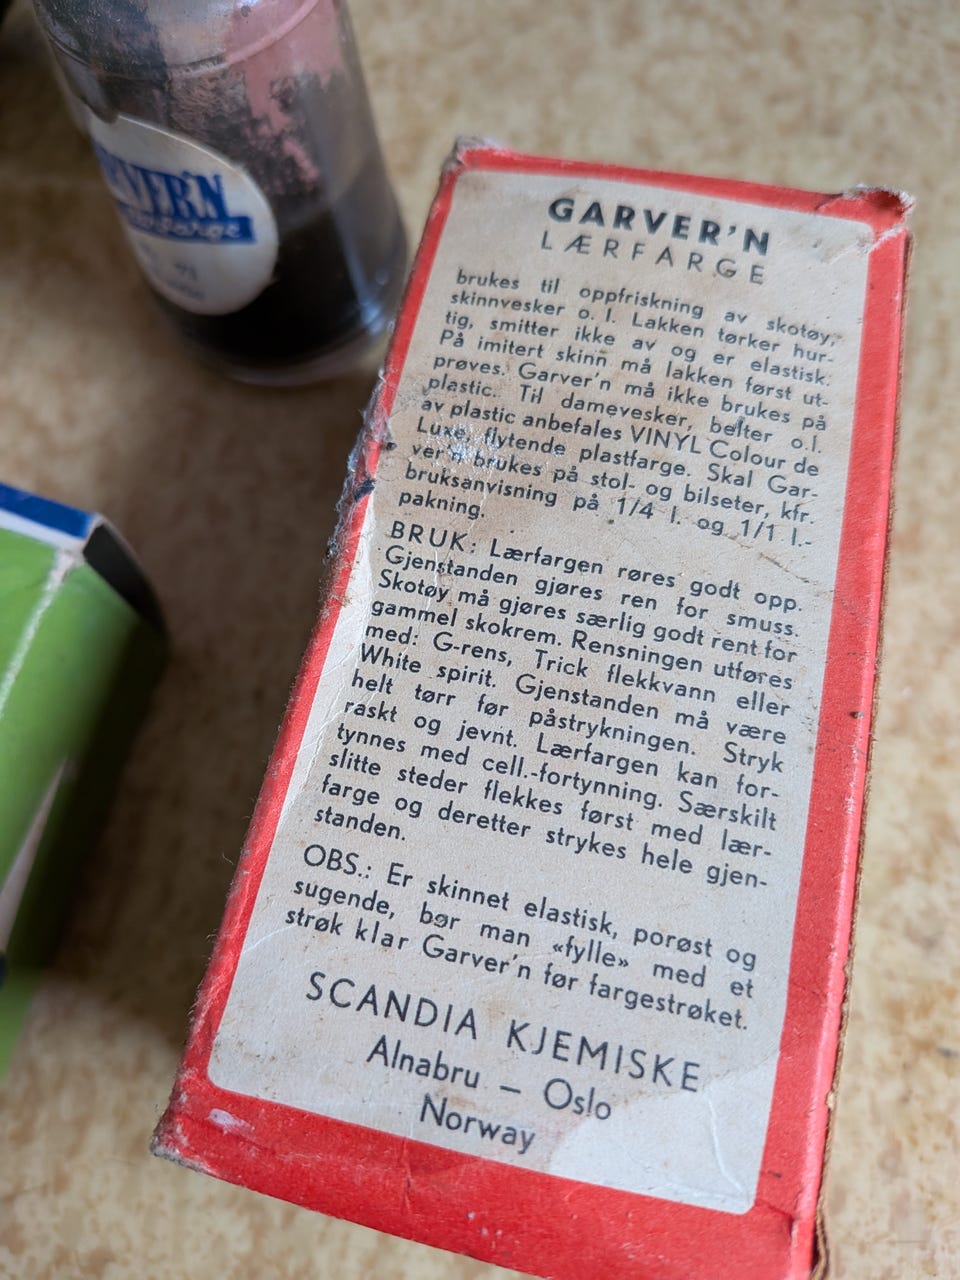 GARVER'N
LÆRFARGE
brukes til oppfriskning av skotøy,
skinnvesker o. l. Lakken tørker hur-
tig, smitter ikke av og er elastisk.
På imitert skinn må lakken først ut-
prøves. Garver'n må ikke brukes på
plastic. Til damevesker, belter o.l.
av plastic anbefales VINYL Colour de
Luxe, flytende plastfarge. Skal Gar-
ver'n brukes på stol- og bilseter, kfr.
bruksanvisning på 1/4 l. og 1/1 l.-
pakning.
BRUK: Lærfargen røres godt opp.
Gjenstanden gjøres ren for smuss.
Skotøy må gjøres særlig godt rent for
gammel skokrem. Rensningen utføres
med: G-rens, Trick flekkvann eller
White spirit. Gjenstanden må være
helt tørr før påstrykningen. Stryk
raskt og jevnt. Lærfargen kan for-
tynnes med cell.-fortynning. Særskilt
slitte steder flekkes først med lær-
farge og deretter strykes hele gjen-
standen.
OBS.: Er skinnet elastisk, porøst og
sugende, bør man «fylle» med et
strøk klar Garver'n før fargestrøket.
SCANDIA KJEMISKE
Alnabru – Oslo
Norway